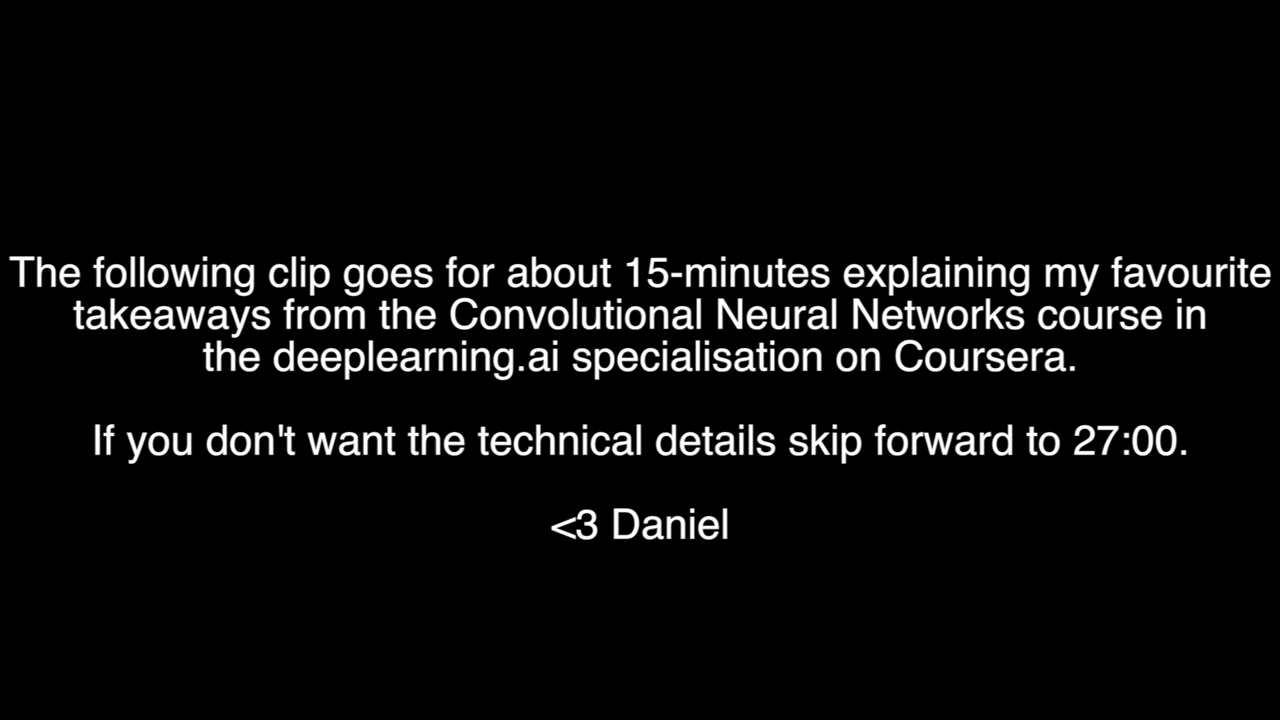 The following clip goes for about 15-minutes explaining my favourite
takeaways from the Convolutional Neural Networks course in
the deeplearning.ai specialisation on Coursera.
If you don't want the technical details skip forward to 27:00.
<3 Daniel